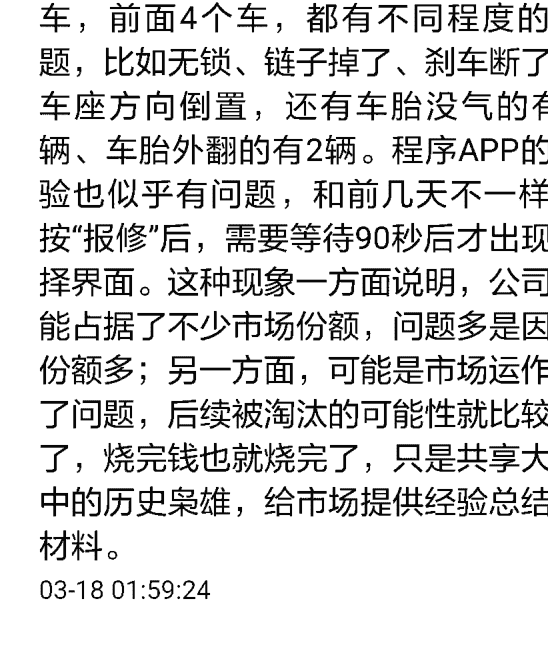 车，前面4个车，都有不同程度的
题，比如无锁、链子掉了、刹车断了
车座方向倒置，还有车胎没气的有
辆、车胎外翻的有2辆。程序APP的
验也似乎有问题，和前几天不一样
按“报修”后，需要等待90秒后才出现
择界面。这种现象一方面说明，公司
能占据了不少市场份额，问题多是因
份额多；另一方面，可能是市场运作
了问题，后续被淘汰的可能性就比较
了，烧完钱也就烧完了，只是共享大
中的历史枭雄，给市场提供经验总结
材料。
03-18 01:59:24